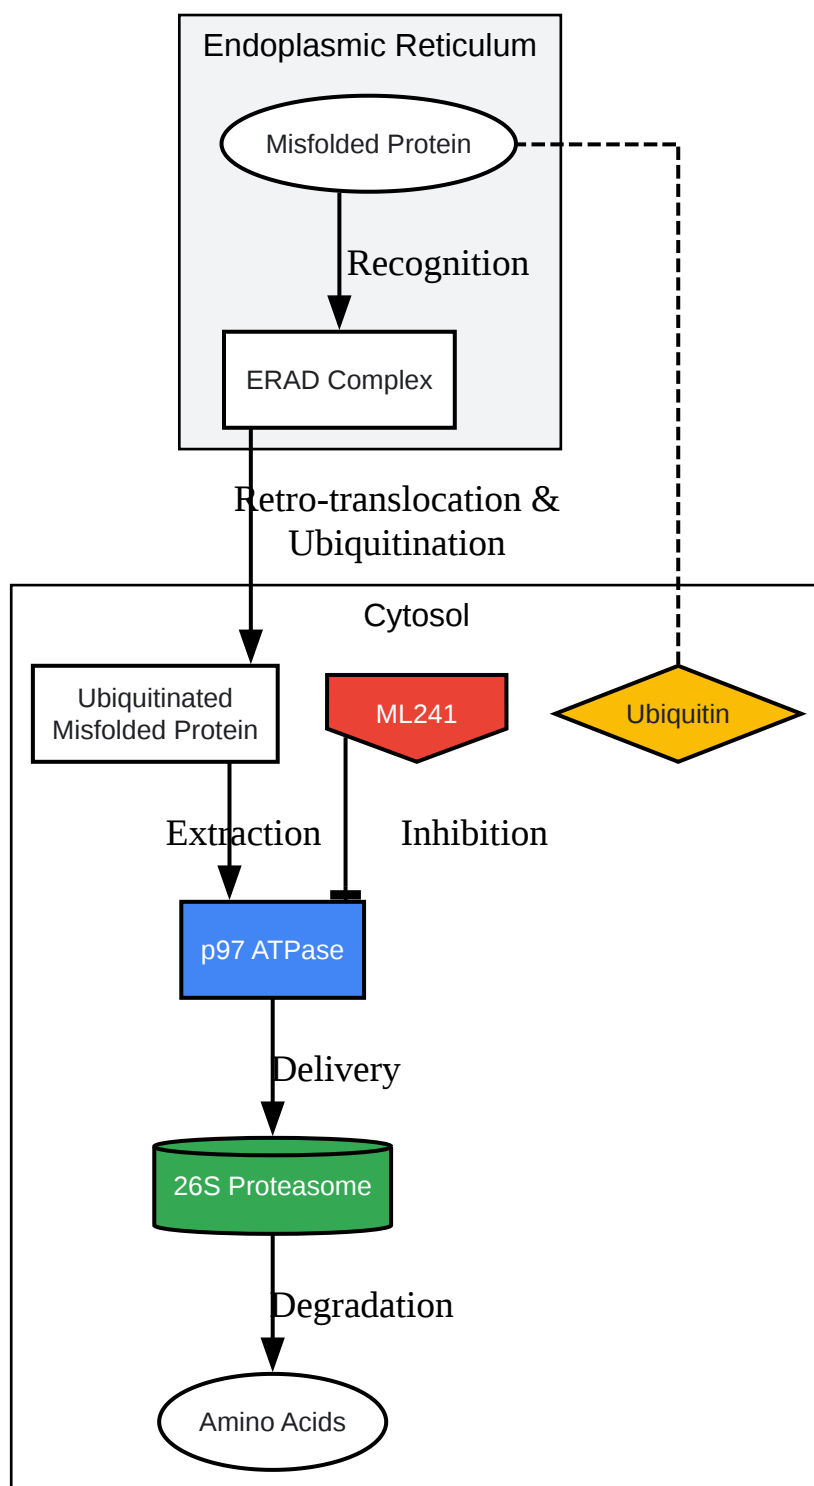 Endoplasmic Reticulum
Misfolded Protein
Recognition
ERAD Complex
Retro-translocation &
Ubiquitination
Cytosol
Ubiquitinated
Misfolded Protein
ML241
Ubiquitin
Extraction
Inhibition
p97 ATPase
Delivery
26S Proteasome
Degradation
Amino Acids